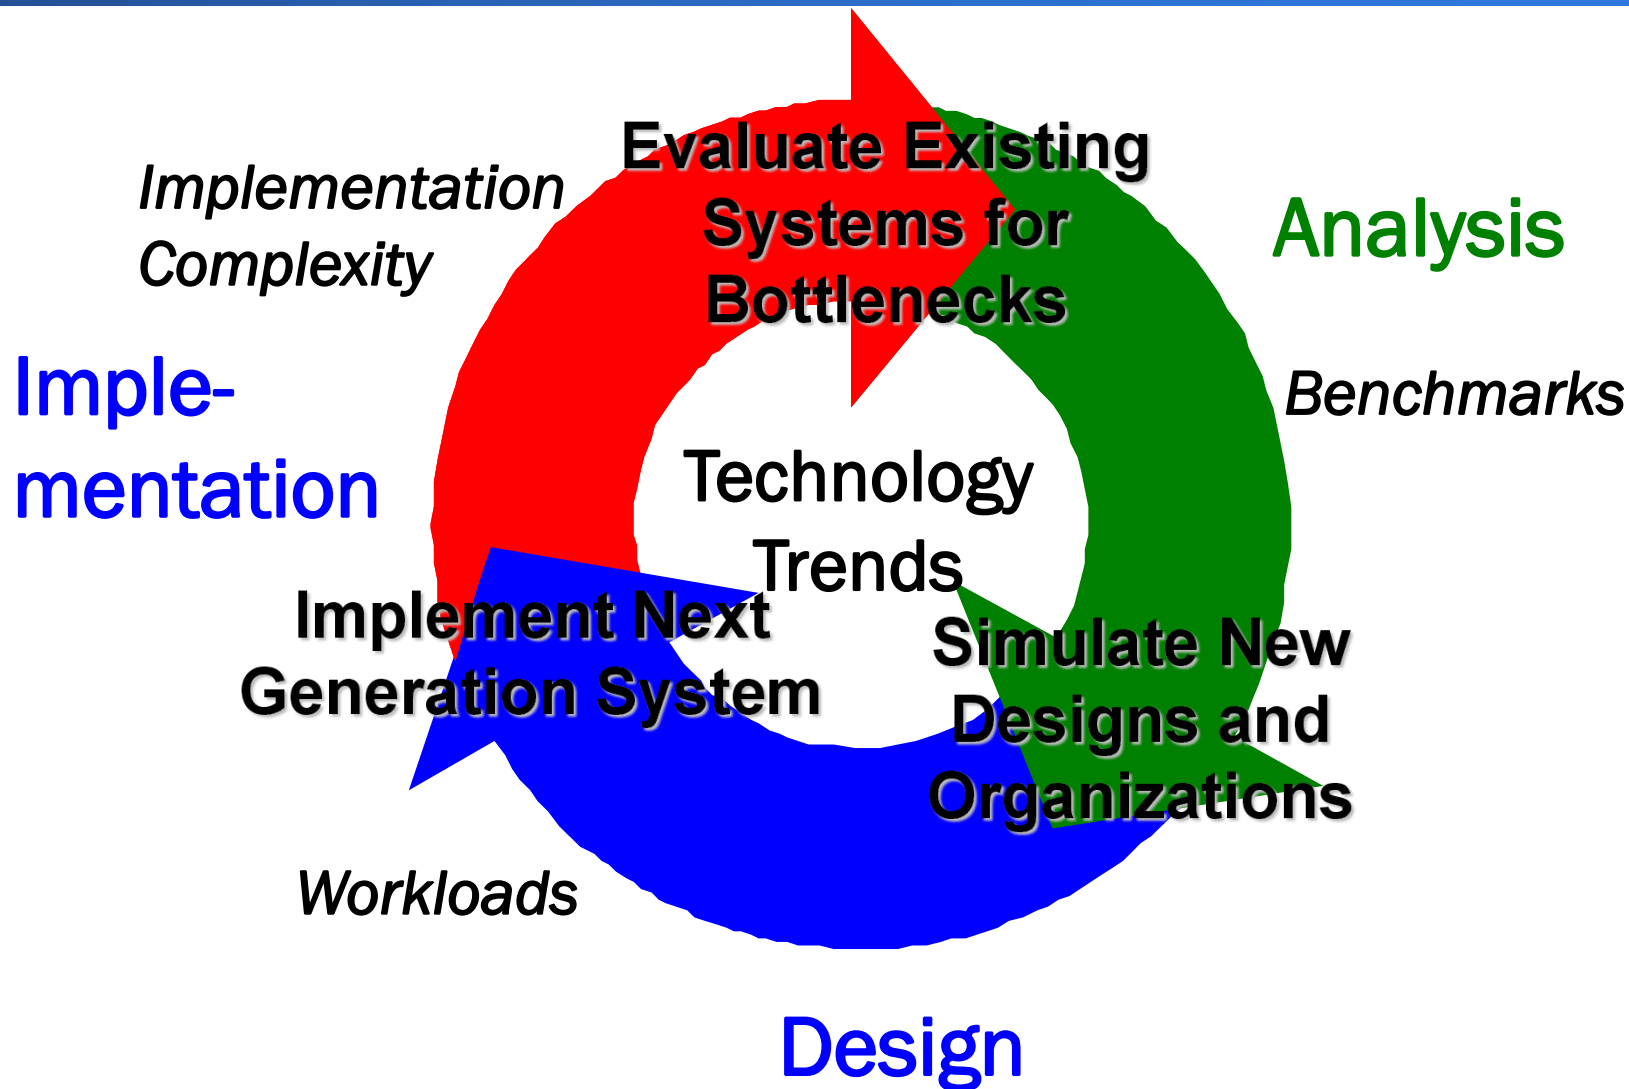 Evaluate Existing
Systems for
Bottlenecks
Implementation
Complexity
Analysis
Imple-
mentation
Benchmarks
Technology
Trends
Implement Next
Generation System
Simulate New
Designs and
Organizations
Workloads
Design